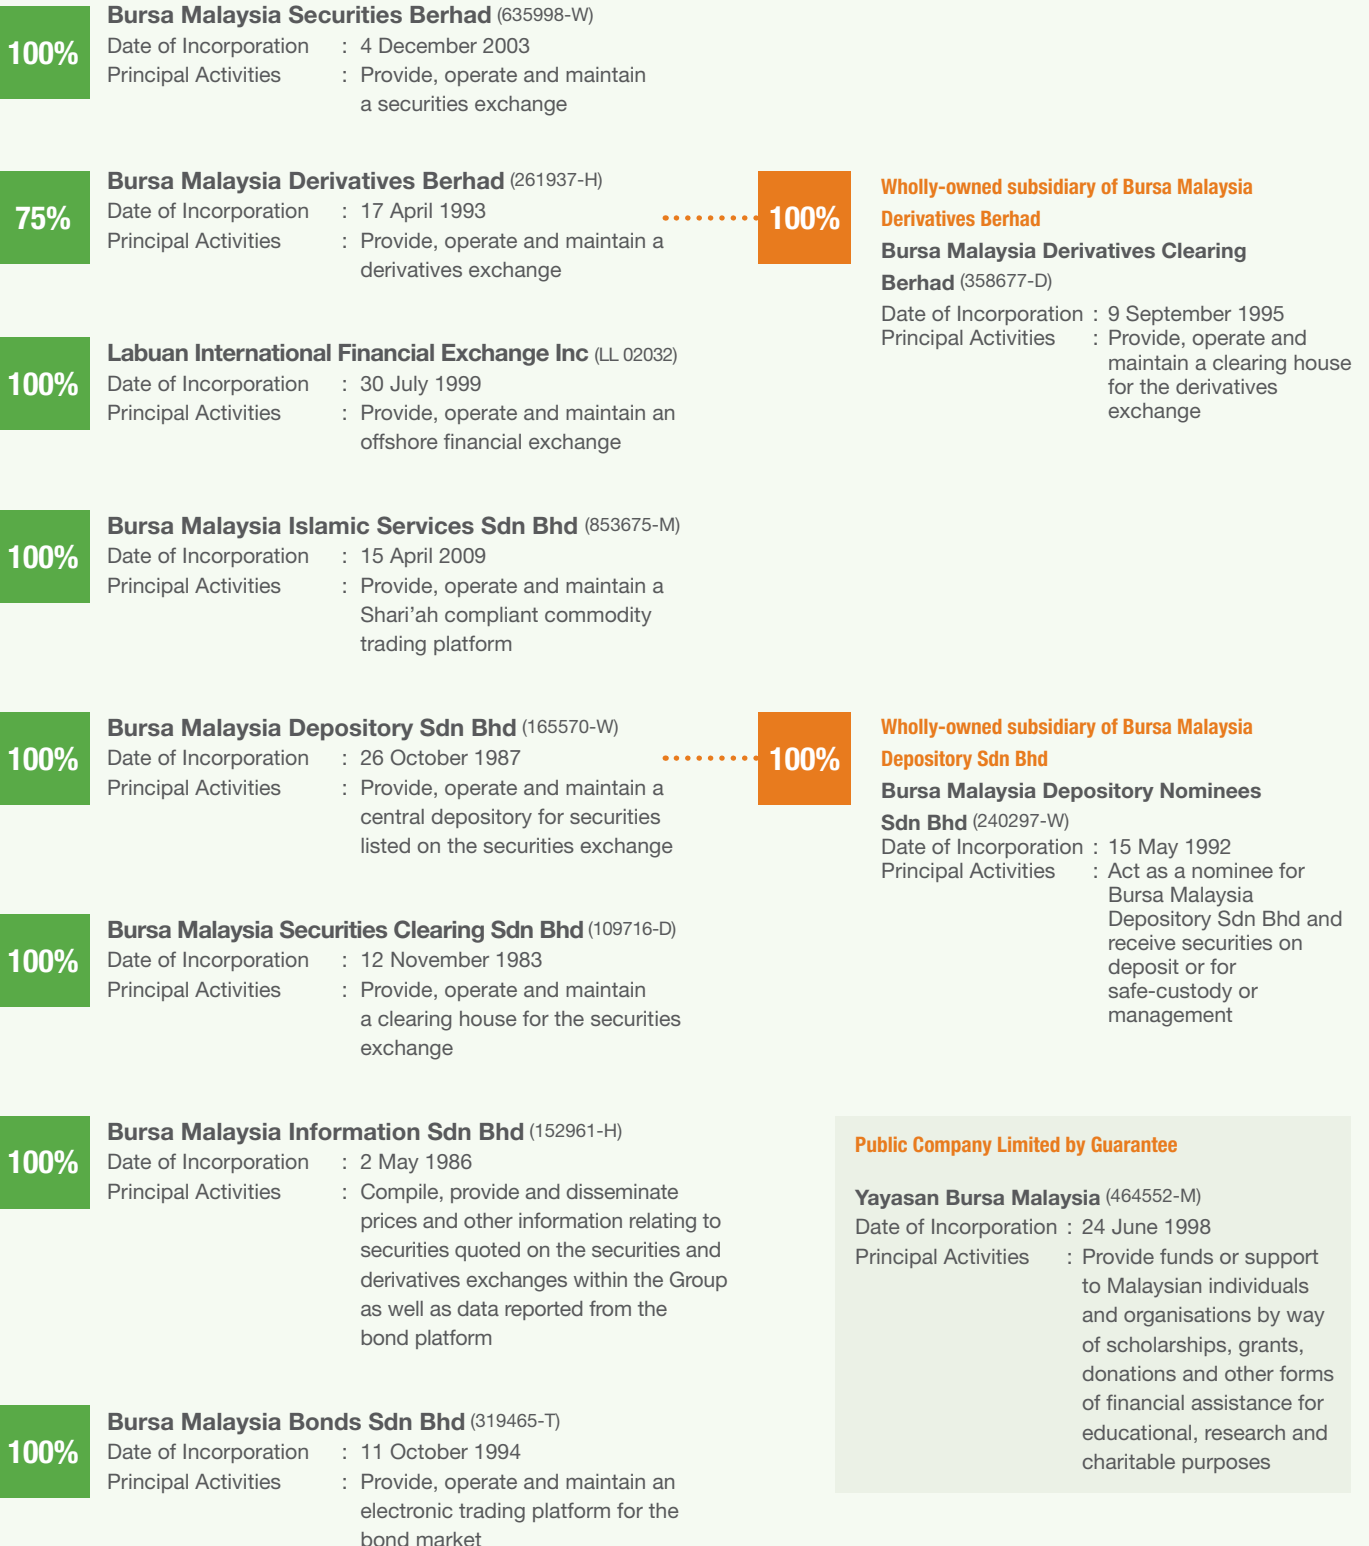 100%
Bursa Malaysia Securities Berhad (635998-W)
Date of Incorporation : 4 December 2003
Principal Activities : Provide, operate and maintain
a securities exchange
75%
Bursa Malaysia Derivatives Berhad (261937-H)
Date of Incorporation : 17 April 1993
Principal Activities : Provide, operate and maintain a
derivatives exchange
100%
Wholly-owned subsidiary of Bursa Malaysia
Derivatives Berhad
Bursa Malaysia Derivatives Clearing
Berhad (358677-D)
Date of Incorporation : 9 September 1995
Principal Activities : Provide, operate and
maintain a clearing house
for the derivatives
exchange
100%
Labuan International Financial Exchange Inc (LL 02032)
Date of Incorporation : 30 July 1999
Principal Activities : Provide, operate and maintain an
offshore financial exchange
100%
Bursa Malaysia Islamic Services Sdn Bhd (853675-M)
Date of Incorporation : 15 April 2009
Principal Activities : Provide, operate and maintain a
Shari'ah compliant commodity
trading platform
100%
Bursa Malaysia Depository Sdn Bhd (165570-W)
Date of Incorporation : 26 October 1987
Principal Activities : Provide, operate and maintain a
central depository for securities
listed on the securities exchange
100%
Wholly-owned subsidiary of Bursa Malaysia
Depository Sdn Bhd
Bursa Malaysia Depository Nominees
Sdn Bhd (240297-W)
Date of Incorporation : 15 May 1992
Principal Activities : Act as a nominee for
Bursa Malaysia
Depository Sdn Bhd and
receive securities on
deposit or for
safe-custody or
management
100%
Bursa Malaysia Securities Clearing Sdn Bhd (109716-D)
Date of Incorporation : 12 November 1983
Principal Activities : Provide, operate and maintain
a clearing house for the securities
exchange
100%
Bursa Malaysia Information Sdn Bhd (152961-H)
Date of Incorporation : 2 May 1986
Principal Activities : Compile, provide and disseminate
prices and other information relating to
securities quoted on the securities and
derivatives exchanges within the Group
as well as data reported from the
bond platform
100%
Bursa Malaysia Bonds Sdn Bhd (319465-T)
Date of Incorporation : 11 October 1994
Principal Activities : Provide, operate and maintain an
electronic trading platform for the
bond market
Public Company Limited by Guarantee
Yayasan Bursa Malaysia (464552-M)
Date of Incorporation : 24 June 1998
Principal Activities : Provide funds or support
to Malaysian individuals
and organisations by way
of scholarships, grants,
donations and other forms
of financial assistance for
educational, research and
charitable purposes